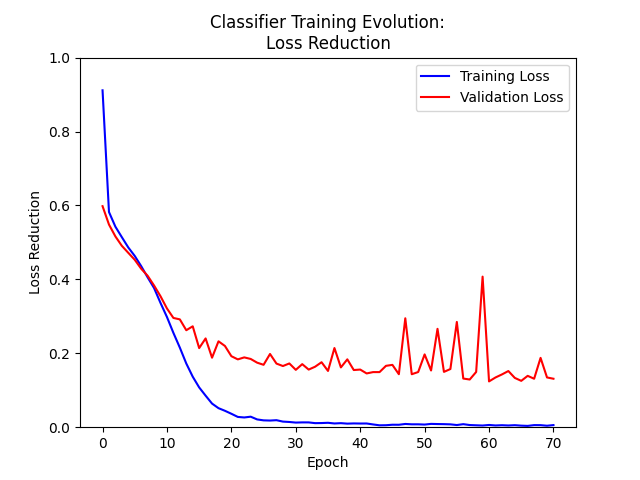 Classifier Training Evolution:
Loss Reduction
Training Loss
Validation Loss
Loss Reduction
1.0
0.8
0.6
0.4
0.2
0.0
0 10 20 30 40 50 60 70
Epoch